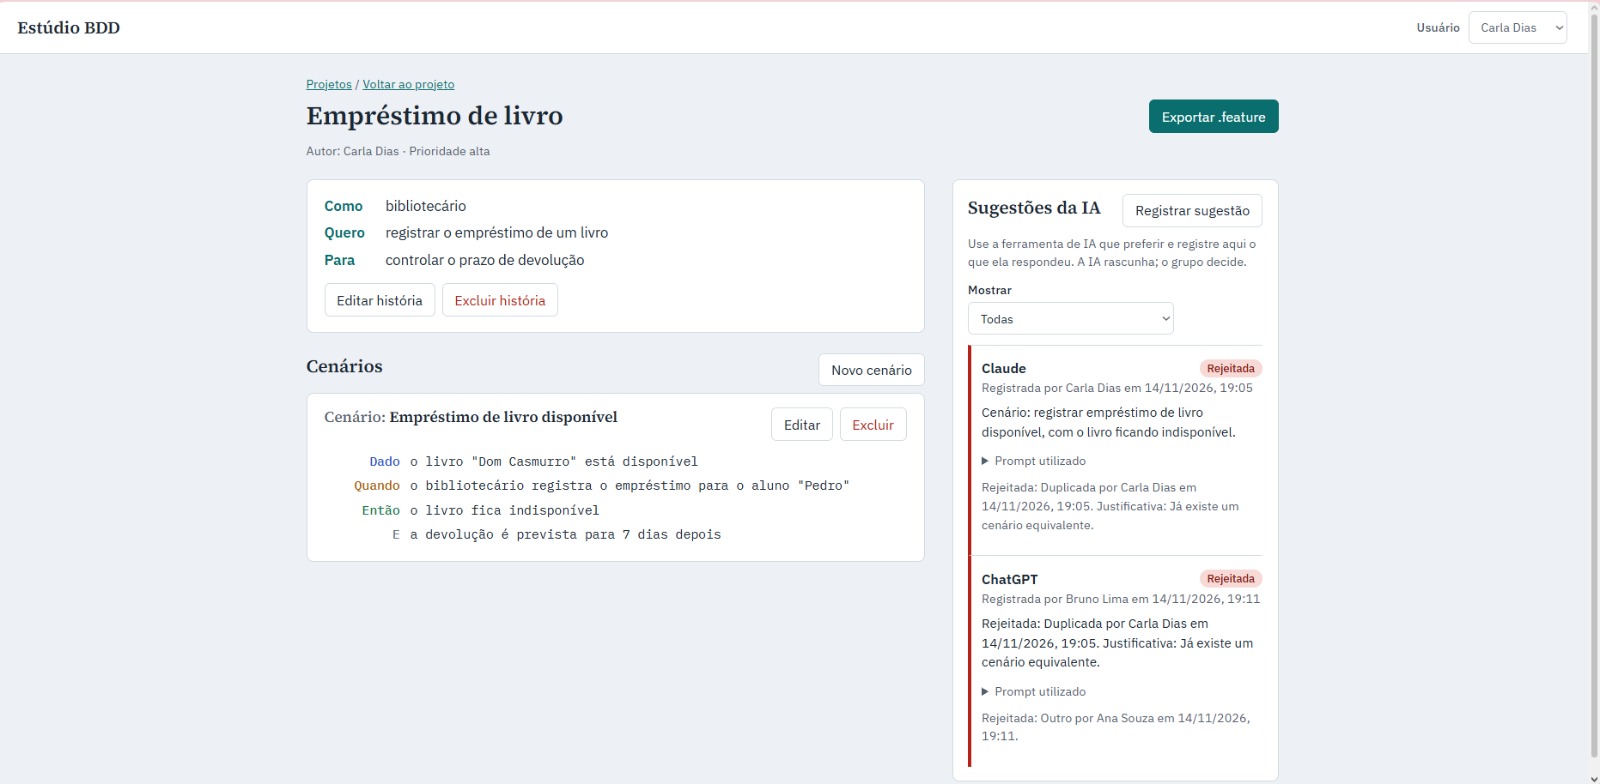 Estúdio BDD
Usuário
Carla Dias
Projetos / Voltar ao projeto
Empréstimo de livro
Exportar .feature
Autor: Carla Dias · Prioridade alta
Como bibliotecário
Quero registrar o empréstimo de um livro
Para controlar o prazo de devolução
Editar história
Excluir história
Cenários
Novo cenário
Cenário: Empréstimo de livro disponível
Editar
Excluir
Dado o livro "Dom Casmurro" está disponível
Quando o bibliotecário registra o empréstimo para o aluno "Pedro"
Então o livro fica indisponível
E a devolução é prevista para 7 dias depois
Sugestões da IA
Registrar sugestão
Use a ferramenta de IA que preferir e registre aqui o
que ela respondeu. A IA rascunha; o grupo decide.
Mostrar
Todas
Claude
Rejeitada
Registrada por Carla Dias em 14/11/2026, 19:05
Cenário: registrar empréstimo de livro
disponível, com o livro ficando indisponível.
Prompt utilizado
Rejeitada: Duplicada por Carla Dias em
14/11/2026, 19:05. Justificativa: Já existe um
cenário equivalente.
ChatGPT
Rejeitada
Registrada por Bruno Lima em 14/11/2026, 19:11
Rejeitada: Duplicada por Carla Dias em
14/11/2026, 19:05. Justificativa: Já existe um
cenário equivalente.
Prompt utilizado
Rejeitada: Outro por Ana Souza em 14/11/2026,
19:11.